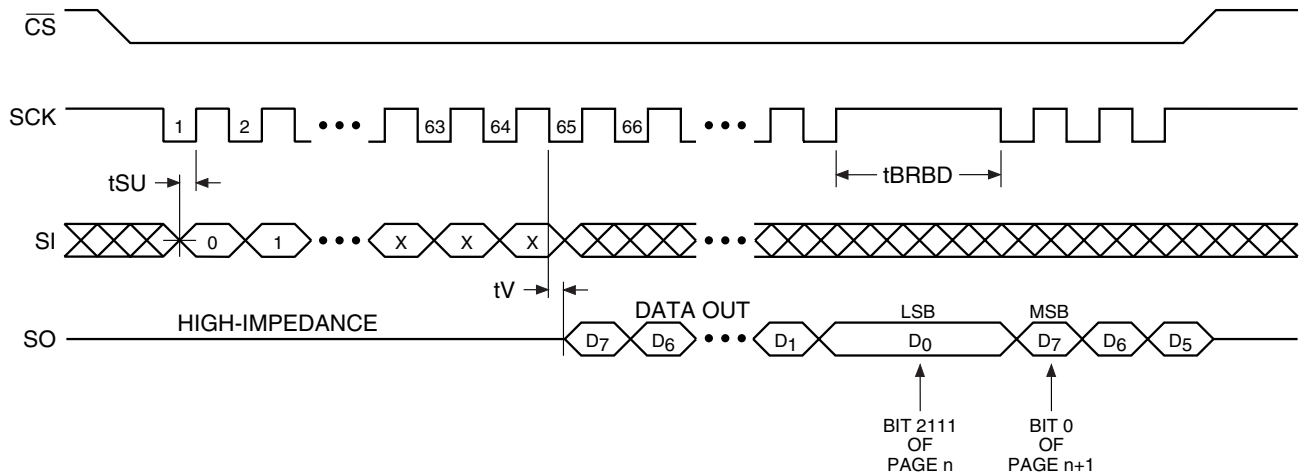 CS
SCK 1 2 ••• 63 64 65 66 •••
tSU tBRBD
SI 0 1 ••• X X X •••
tV
HIGH-IMPEDANCE DATA OUT LSB MSB
SO D7 D6 ••• D1 D0 D7 D6 D5
BIT 2111
OF
PAGE n
BIT 0
OF
PAGE n+1